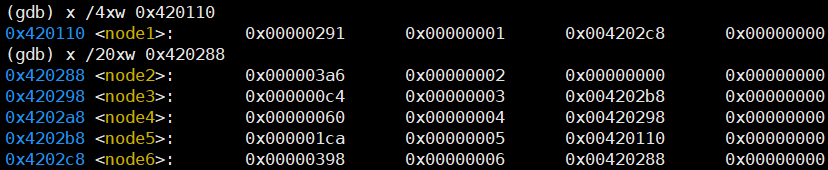 (gdb) x /4xw 0x420110
0x420110 <node1>: 0x00000291 0x00000001 0x004202c8 0x00000000
(gdb) x /20xw 0x420288
0x420288 <node2>: 0x000003a6 0x00000002 0x00000000 0x00000000
0x420298 <node3>: 0x000000c4 0x00000003 0x004202b8 0x00000000
0x4202a8 <node4>: 0x00000060 0x00000004 0x00420298 0x00000000
0x4202b8 <node5>: 0x000001ca 0x00000005 0x00420110 0x00000000
0x4202c8 <node6>: 0x00000398 0x00000006 0x00420288 0x00000000